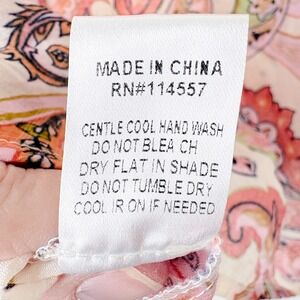 MADE IN CHINA
RN#114557
GENTLE COOL HAND WASH
DO NOT BLEA CH
DRY FLAT IN SHADE
DO NOT TUMBLE DRY
COOL IR ON IF NEEDED